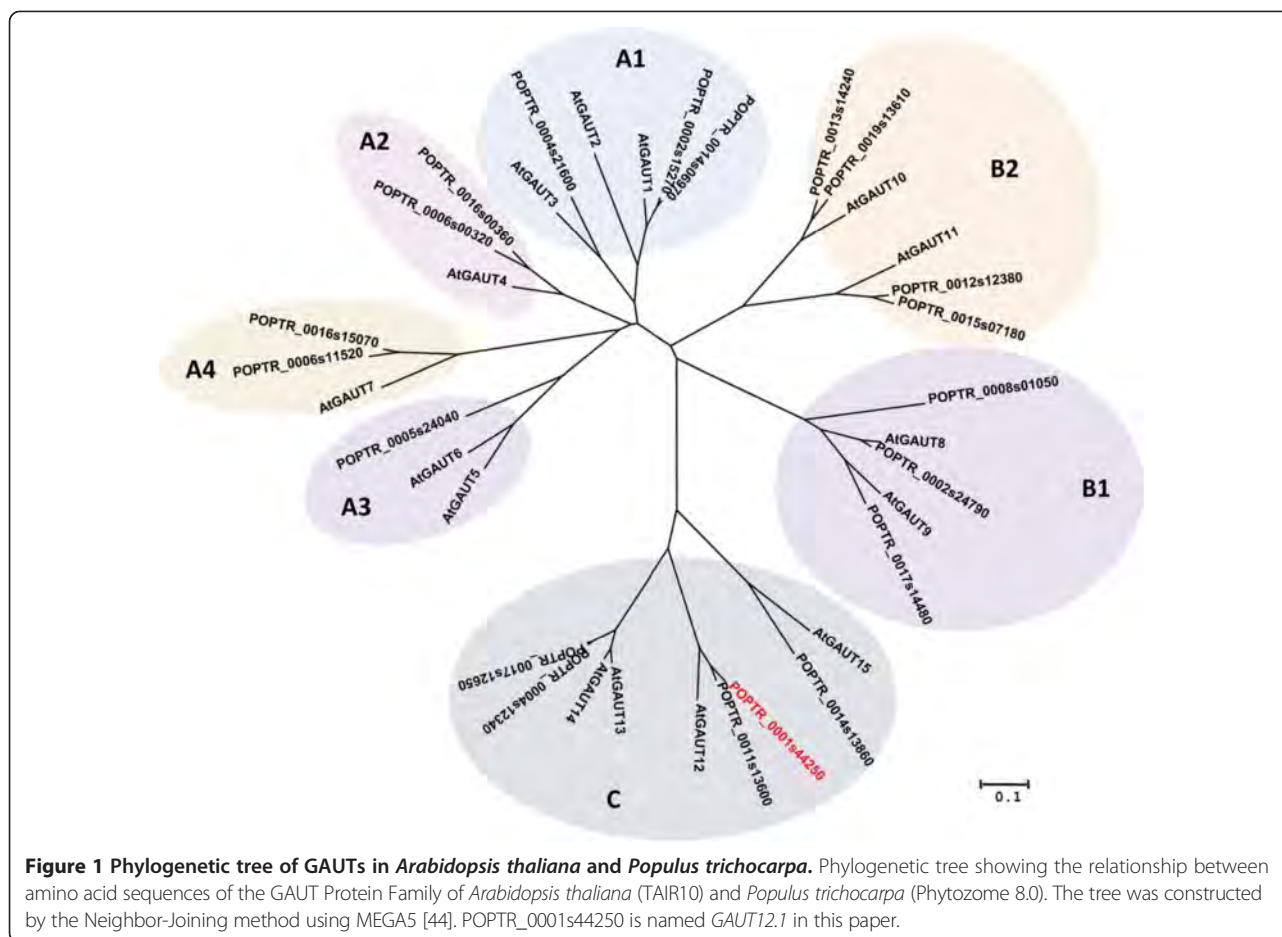 A1
POPTR_0004s21600
AtGAUT2
AtGAUT1
POPTR_0002s15270
POPTR_0014s06970
AtGAUT3
A2
POPTR_0016s00360
POPTR_0006s00320
AtGAUT4
A4
POPTR_0016s15070
POPTR_0006s11520
AtGAUT7
A3
POPTR_0005s24040
AtGAUT6
AtGAUT5
B2
POPTR_0013s14240
POPTR_0019s13610
AtGAUT10
AtGAUT11
POPTR_0012s12380
POPTR_0015s07180
B1
POPTR_0008s01050
AtGAUT8
POPTR_0002s24790
AtGAUT9
POPTR_0017s14480
C
POPTR_0017s12650
POPTR_0004s12340
AtGAUT14
AtGAUT13
AtGAUT12
POPTR_0011s13600
POPTR_0001s44250
POPTR_0014s13860
AtGAUT15
0.1
Figure 1 Phylogenetic tree of GAUTs in Arabidopsis thaliana and Populus trichocarpa. Phylogenetic tree showing the relationship between
amino acid sequences of the GAUT Protein Family of Arabidopsis thaliana (TAIR10) and Populus trichocarpa (Phytozome 8.0). The tree was constructed
by the Neighbor-Joining method using MEGA5 [44]. POPTR_0001s44250 is named GAUT12.1 in this paper.